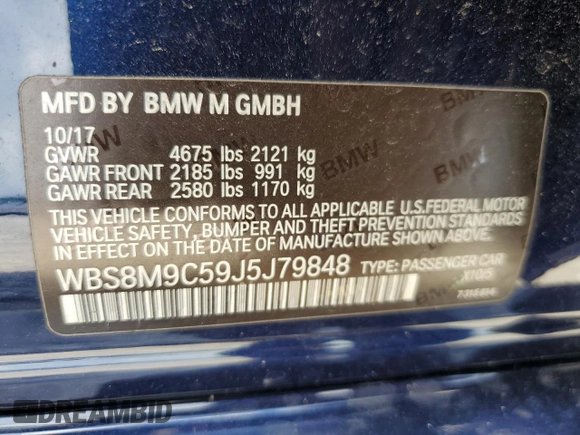 MFD BY BMW M GMBH
10/17
GVWR 4675 lbs 2121 kg
GAWR FRONT 2185 lbs 991 kg
GAWR REAR 2580 lbs 1170 kg
THIS VEHICLE CONFORMS TO ALL APPLICABLE U.S.FEDERAL MOTOR
VEHICLE SAFETY, BUMPER AND THEFT PREVENTION STANDARDS
IN EFFECT ON THE DATE OF MANUFACTURE SHOWN ABOVE.
WBS8M9C59J5J79848 TYPE: PASSENGER CAR
BMW
DREAMBID